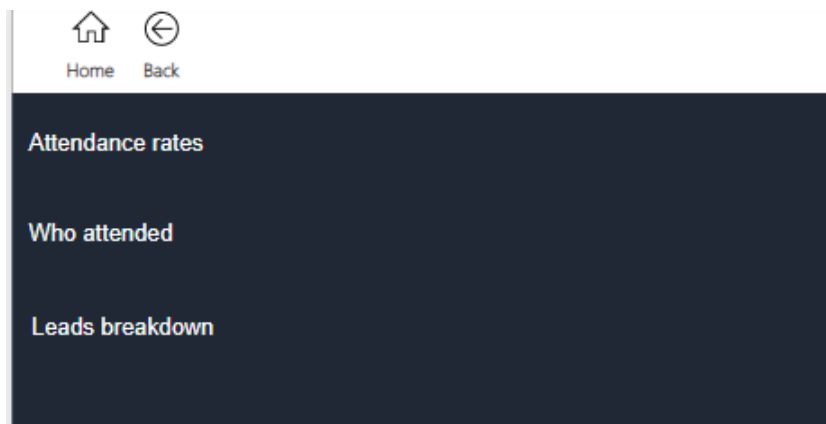 Home Back
Attendance rates
Who attended
Leads breakdown